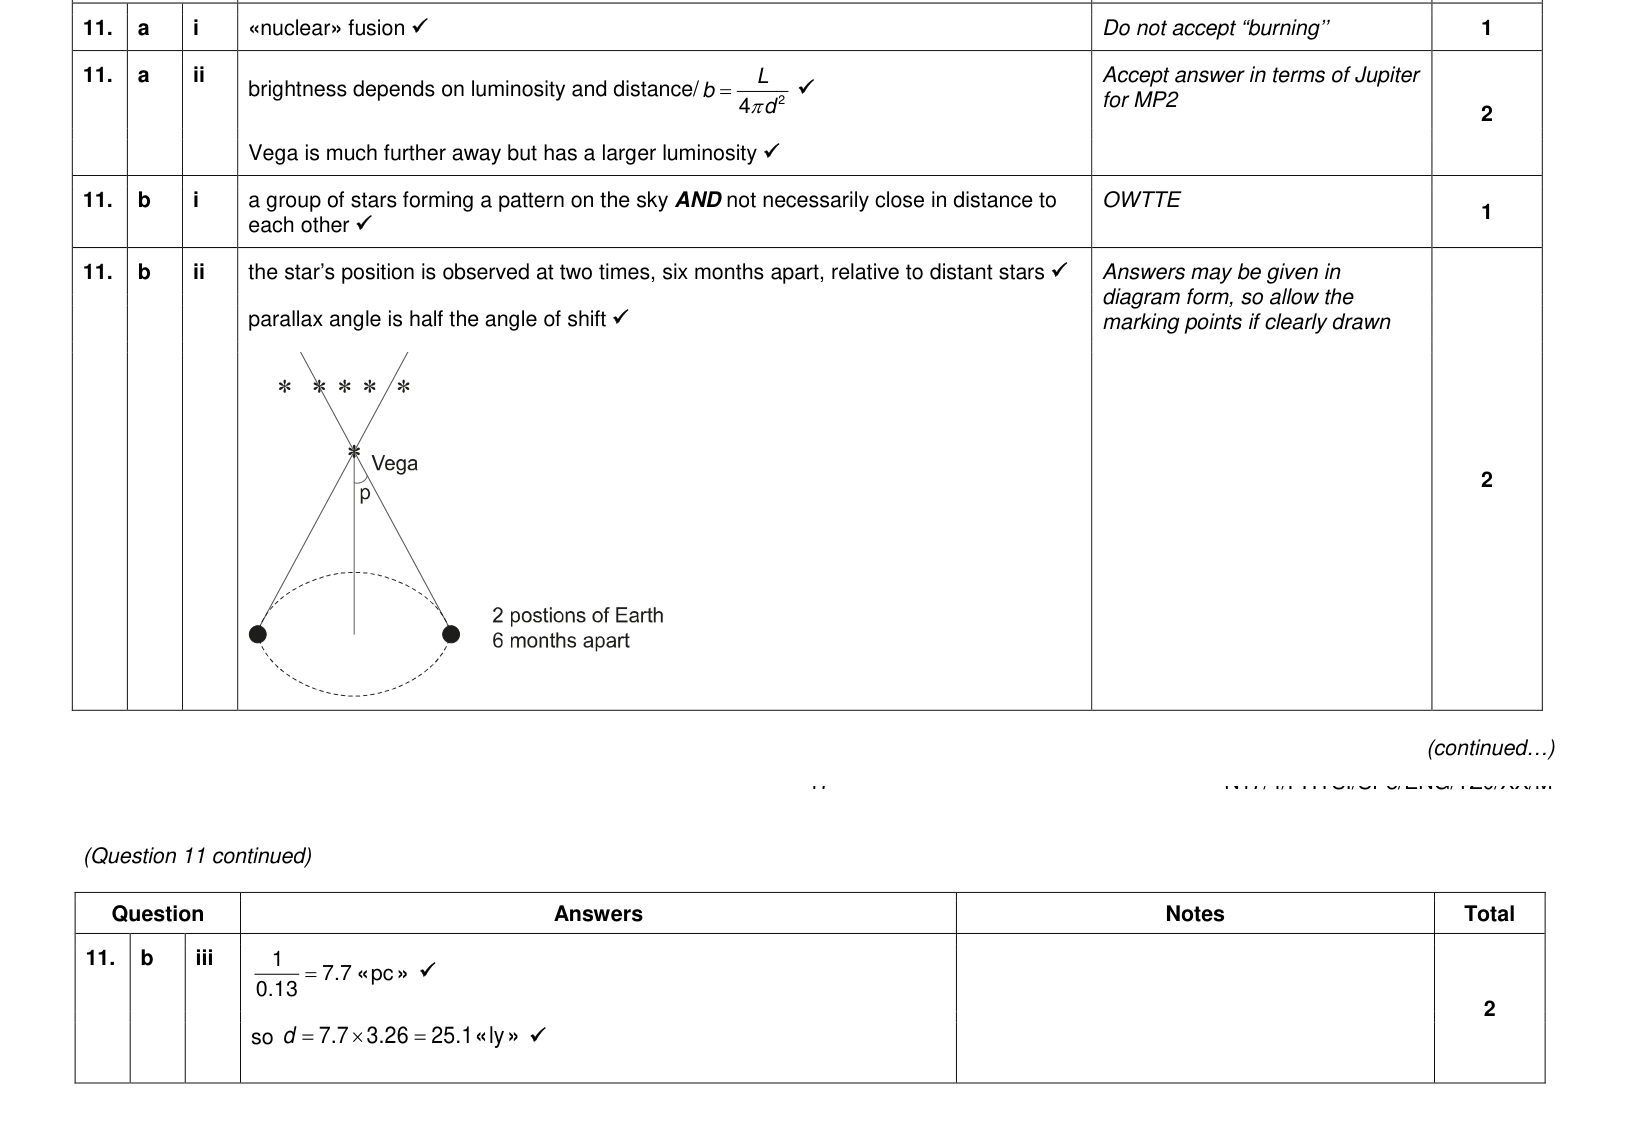 11. a i «nuclear» fusion ✓ Do not accept “burning’’ 1
11. a ii brightness depends on luminosity and distance/ b = L / 4πd² ✓ Accept answer in terms of Jupiter
for MP2
2
Vega is much further away but has a larger luminosity ✓
11. b i a group of stars forming a pattern on the sky AND not necessarily close in distance to OWTTE
each other ✓
1
11. b ii the star’s position is observed at two times, six months apart, relative to distant stars ✓ Answers may be given in
diagram form, so allow the
parallax angle is half the angle of shift ✓ marking points if clearly drawn
* * * * *
*
Vega
p
2
2 postions of Earth
6 months apart
(continued…)
(Question 11 continued)
Question Answers Notes Total
11. b iii 1 / 0.13 = 7.7 «pc» ✓
2
so d = 7.7 × 3.26 = 25.1 «ly» ✓